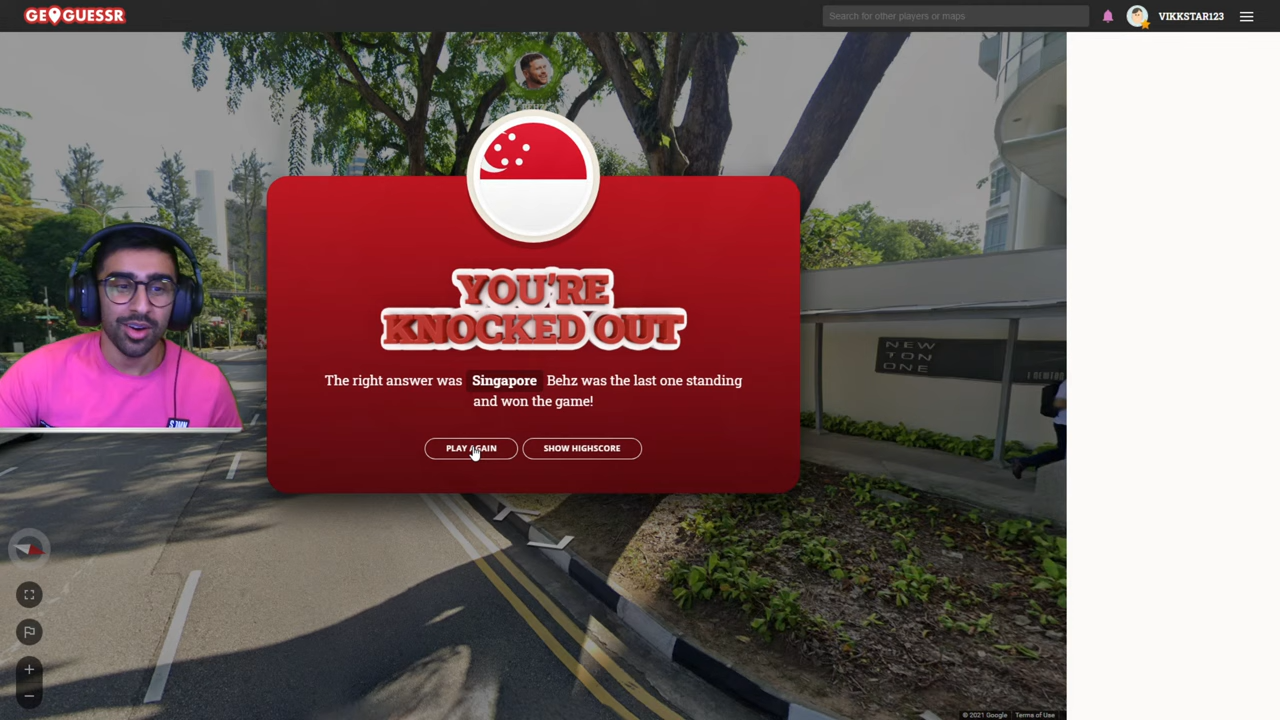 GEOGUESSR
Search for other players or maps
VIKKSTAR123
YOU'RE
KNOCKED OUT
The right answer was Singapore Behz was the last one standing
and won the game!
PLAY AGAIN
SHOW HIGHSCORE
NEW
TON
ONE
© 2021 Google
Terms of Use